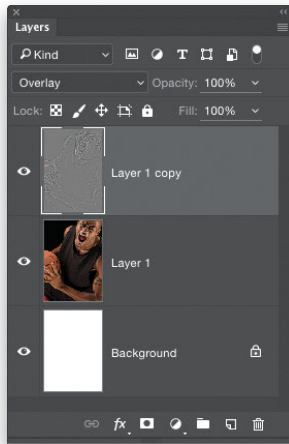 Layers
Kind
Overlay Opacity: 100%
Lock: Fill: 100%
Layer 1 copy
Layer 1
Background
fx